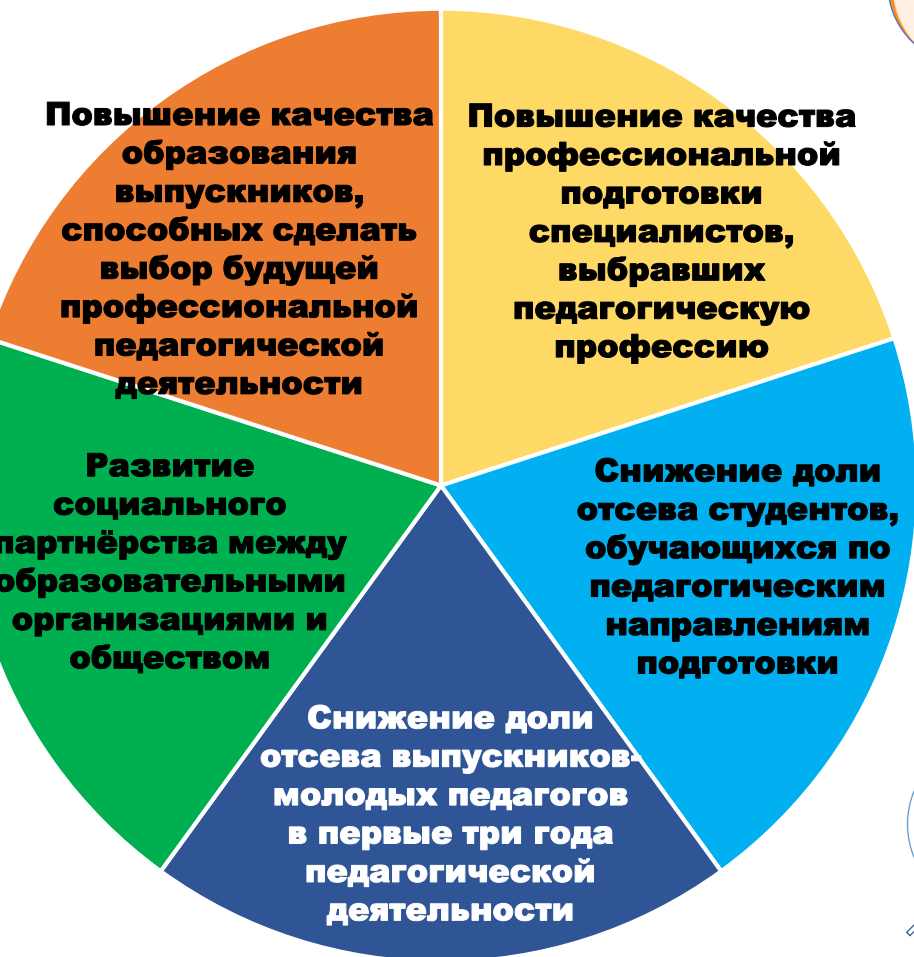 Повышение качества
образования
выпускников,
способных сделать
выбор будущей
профессиональной
педагогической
деятельности
Повышение качества
профессиональной
подготовки
специалистов,
выбравших
педагогическую
профессию
Снижение доли
отсева студентов,
обучающихся по
педагогическим
направлениям
подготовки
Снижение доли
отсева выпускников-
молодых педагогов
в первые три года
педагогической
деятельности
Развитие
социального
партнёрства между
образовательными
организациями и
обществом